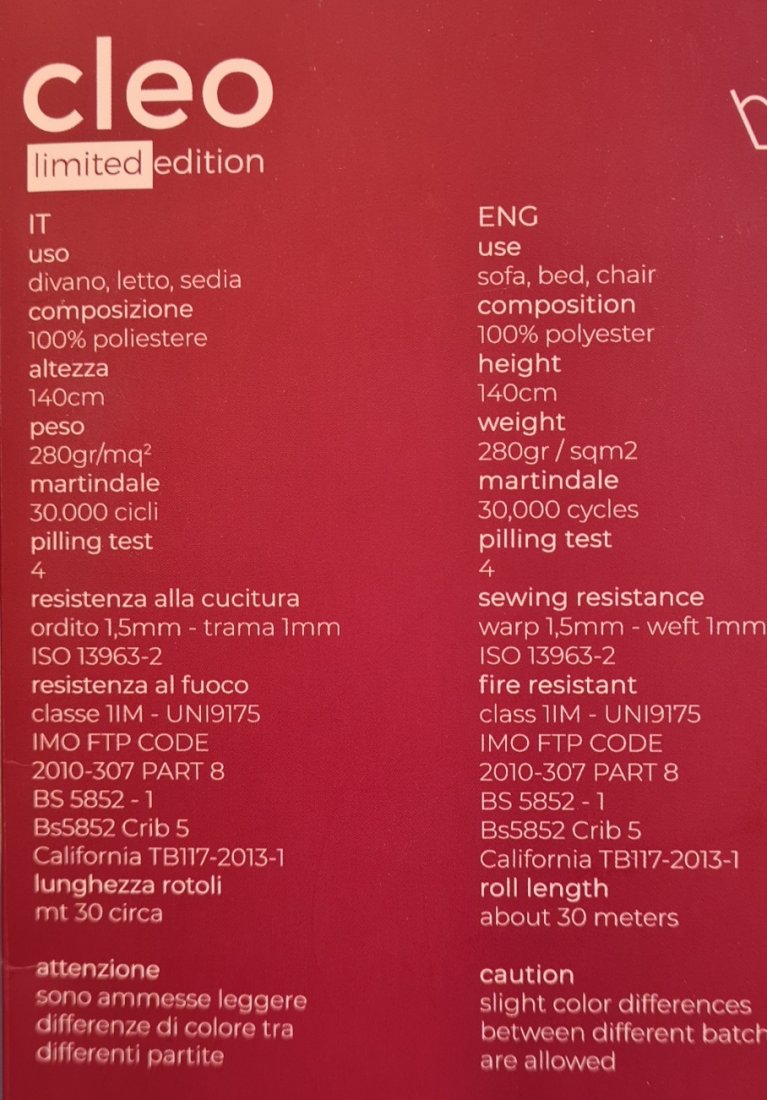 cleo
limited edition
IT
uso
divano, letto, sedia
composizione
100% poliestere
altezza
140cm
peso
280gr/mq²
martindale
30.000 cicli
pilling test
4
resistenza alla cucitura
ordito 1,5mm - trama 1mm
ISO 13963-2
resistenza al fuoco
classe 1IM - UNI9175
IMO FTP CODE
2010-307 PART 8
BS 5852 - 1
Bs5852 Crib 5
California TB117-2013-1
lunghezza rotoli
mt 30 circa
attenzione
sono ammesse leggere
differenze di colore tra
differenti partite
ENG
use
sofa, bed, chair
composition
100% polyester
height
140cm
weight
280gr / sqm2
martindale
30,000 cycles
pilling test
4
sewing resistance
warp 1,5mm - weft 1mm
ISO 13963-2
fire resistant
class 1IM - UNI9175
IMO FTP CODE
2010-307 PART 8
BS 5852 - 1
Bs5852 Crib 5
California TB117-2013-1
roll length
about 30 meters
caution
slight color differences
between different batch
are allowed